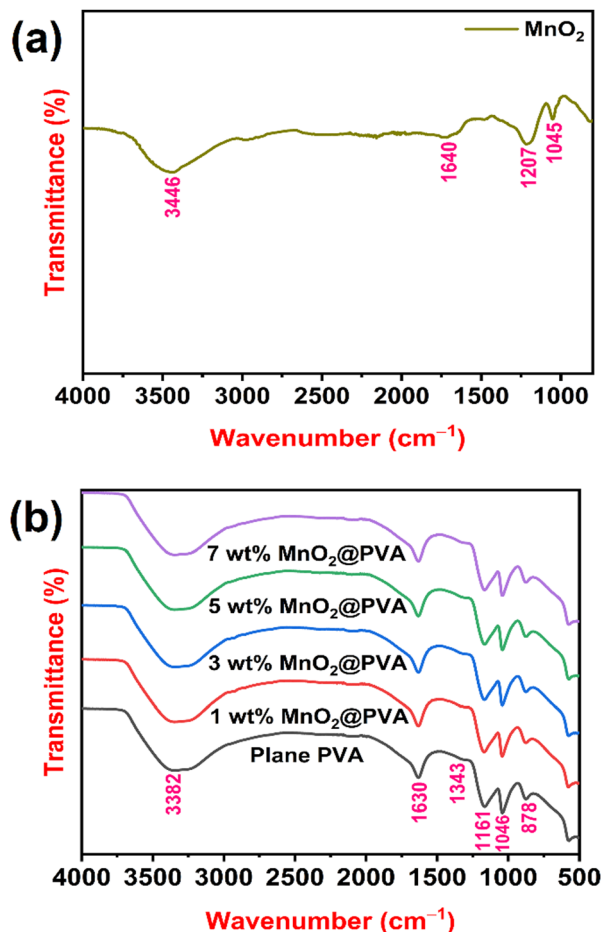 (a)
MnO₂
Transmittance (%)
3446
1640
1207
1045
4000 3500 3000 2500 2000 1500 1000
Wavenumber (cm⁻¹)
(b)
Transmittance (%)
7 wt% MnO₂@PVA
5 wt% MnO₂@PVA
3 wt% MnO₂@PVA
1 wt% MnO₂@PVA
Plane PVA
3382
1630
1343
1161
1046
878
4000 3500 3000 2500 2000 1500 1000 500
Wavenumber (cm⁻¹)